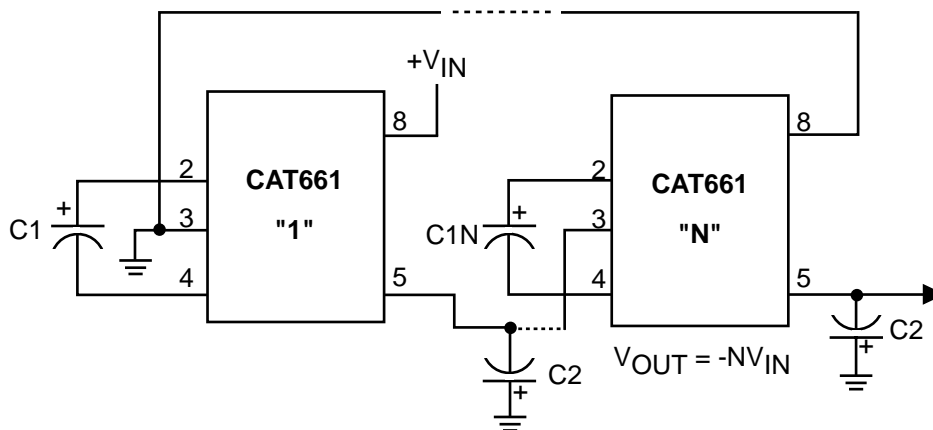 +VIN
8
8
2
CAT661
"1"
2
CAT661
"N"
+
C1
3
+
C1N
3
4
5
4
5
C2
+
VOUT = -NVIN
C2
+